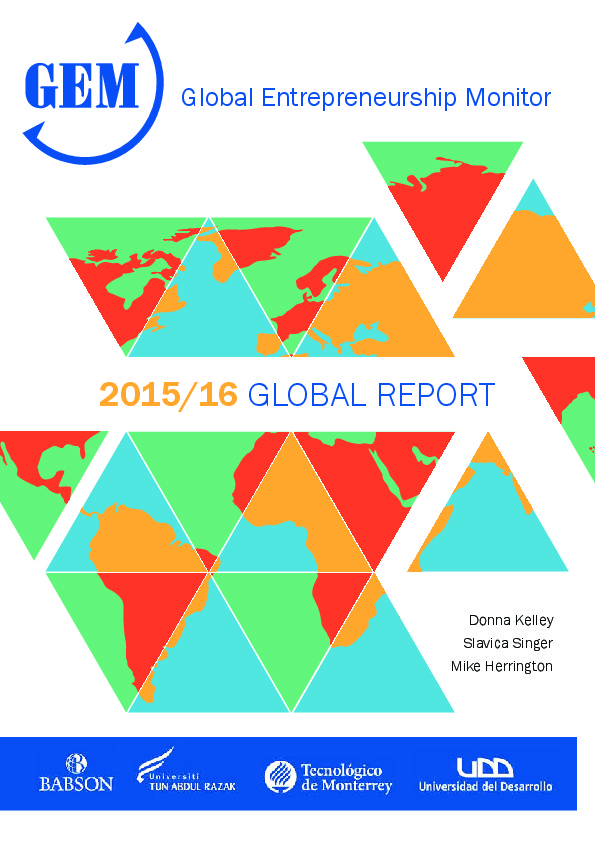 GEM
Global Entrepreneurship Monitor
2015/16 GLOBAL REPORT
Donna Kelley
Slavica Singer
Mike Herrington
BABSON
Universiti
TUN ABDUL RAZAK
Tecnológico
de Monterrey
UDD
Universidad del Desarrollo